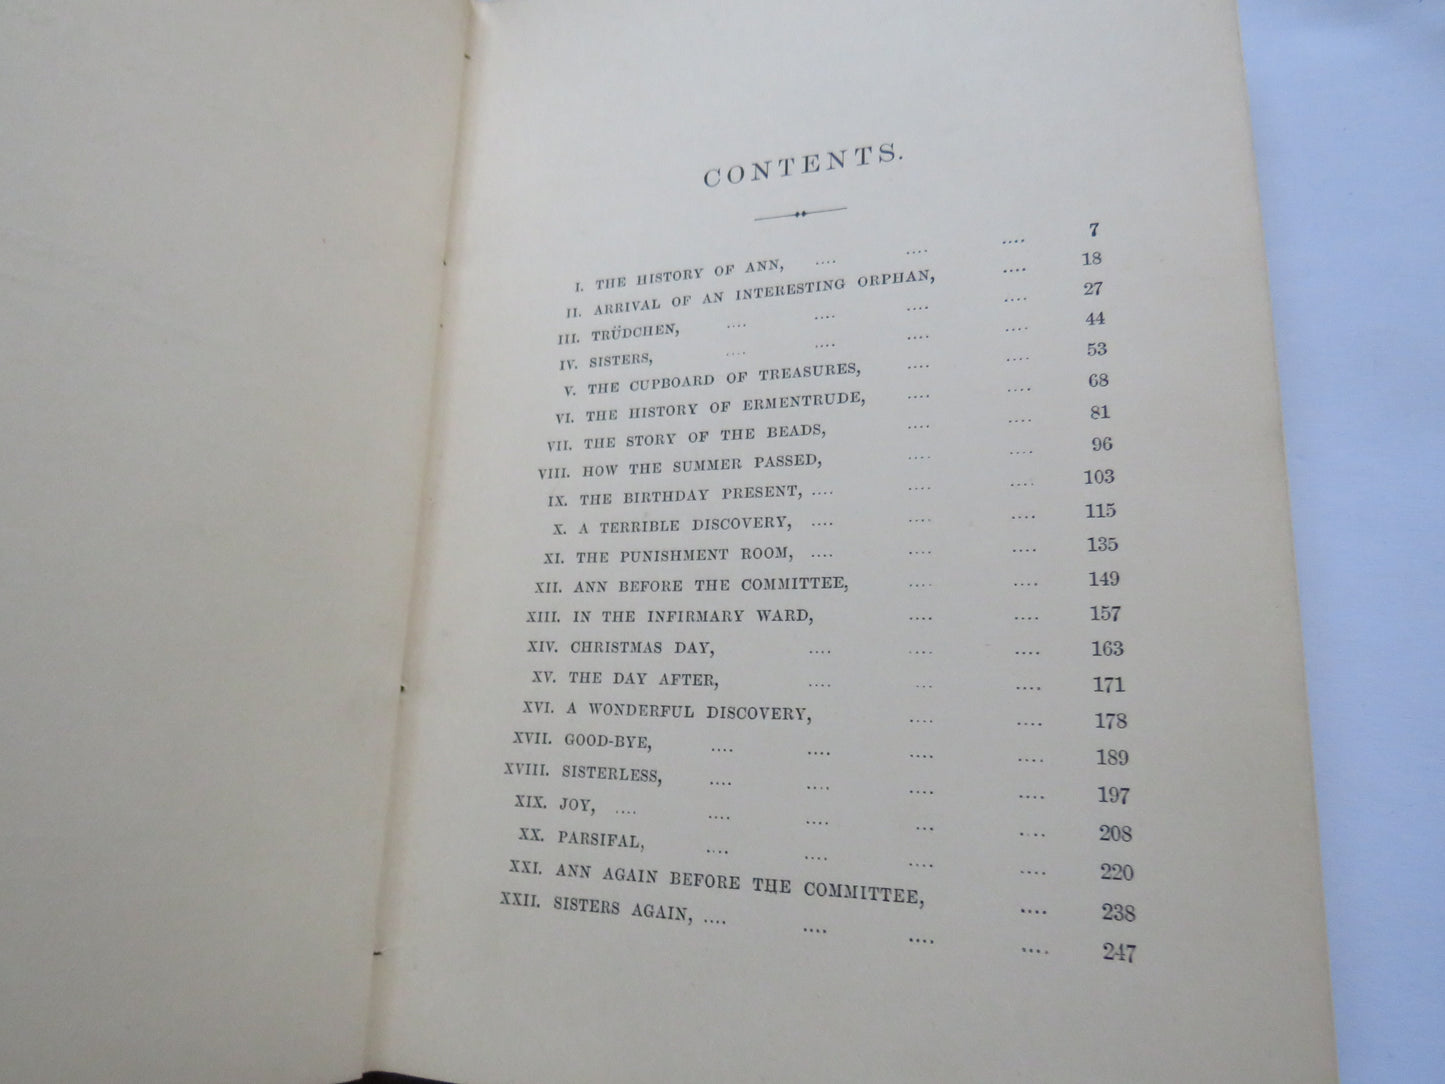 CONTENTS.
I. THE HISTORY OF ANN, .... .... .... 7
II. ARRIVAL OF AN INTERESTING ORPHAN, .... 18
III. TRÜDCHEN, .... .... .... .... 27
IV. SISTERS, .... .... .... .... 44
V. THE CUPBOARD OF TREASURES, .... .... 53
VI. THE HISTORY OF ERMENTRUDE, .... .... 68
VII. THE STORY OF THE BEADS, .... .... 81
VIII. HOW THE SUMMER PASSED, .... .... 96
IX. THE BIRTHDAY PRESENT, .... .... .... 103
X. A TERRIBLE DISCOVERY, .... .... .... 115
XI. THE PUNISHMENT ROOM, .... .... .... 135
XII. ANN BEFORE THE COMMITTEE, .... .... 149
XIII. IN THE INFIRMARY WARD, .... .... 157
XIV. CHRISTMAS DAY, .... .... .... 163
XV. THE DAY AFTER, .... ... .... 171
XVI. A WONDERFUL DISCOVERY, .... .... 178
XVII. GOOD-BYE, .... .... .... .... 189
XVIII. SISTERLESS, .... .... .... .... 197
XIX. JOY, .... .... .... ... .... 208
XX. PARSIFAL, .... .... .... .... 220
XXI. ANN AGAIN BEFORE THE COMMITTEE, .... 238
XXII. SISTERS AGAIN, .... .... .... .... 247